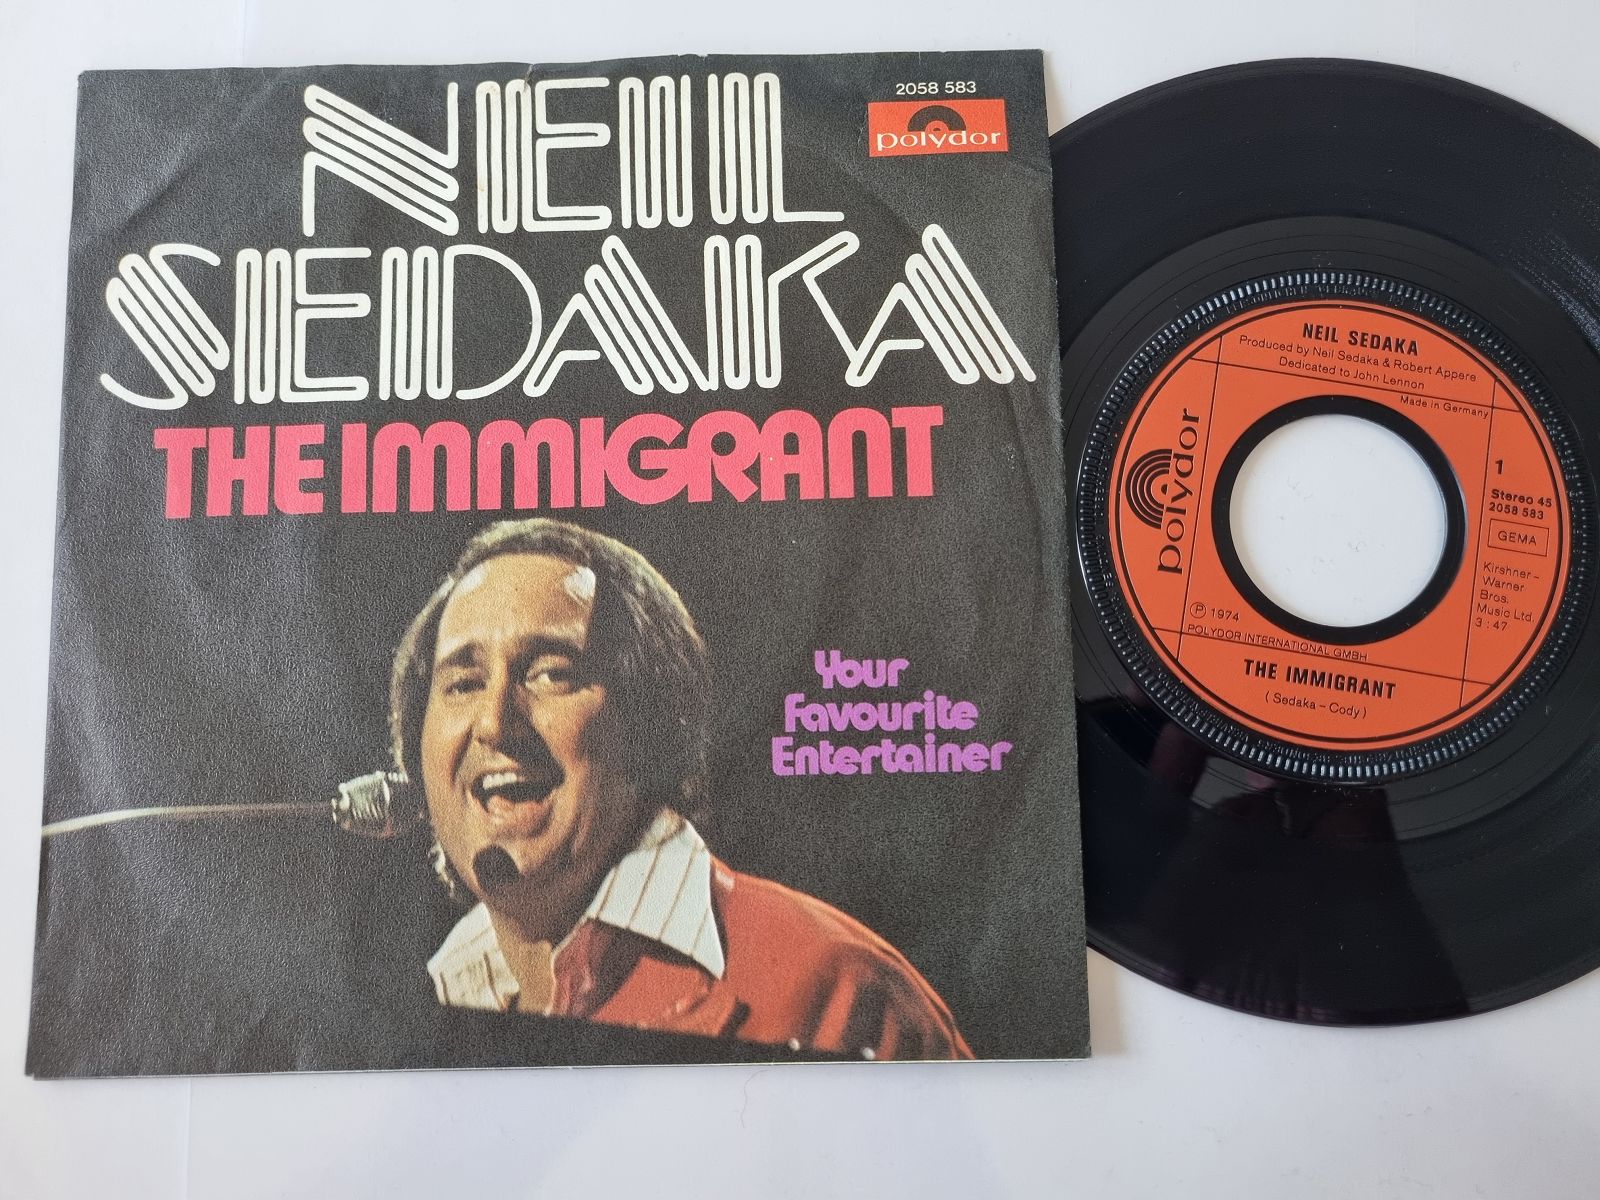 NEIL
SEDAKA
2058 583
polydor
THE IMMIGRANT
Your
Favourite
Entertainer
NEIL SEDAKA
Produced by Neil Sedaka & Robert Appere
Dedicated to John Lennon
Made in Germany
polydor
1
Stereo 45
2058 583
GEMA
Kirshner –
Warner
Bros.
Music Ltd.
3 : 47
Ⓟ 1974
POLYDOR INTERNATIONAL GMBH
THE IMMIGRANT
( Sedaka – Cody )